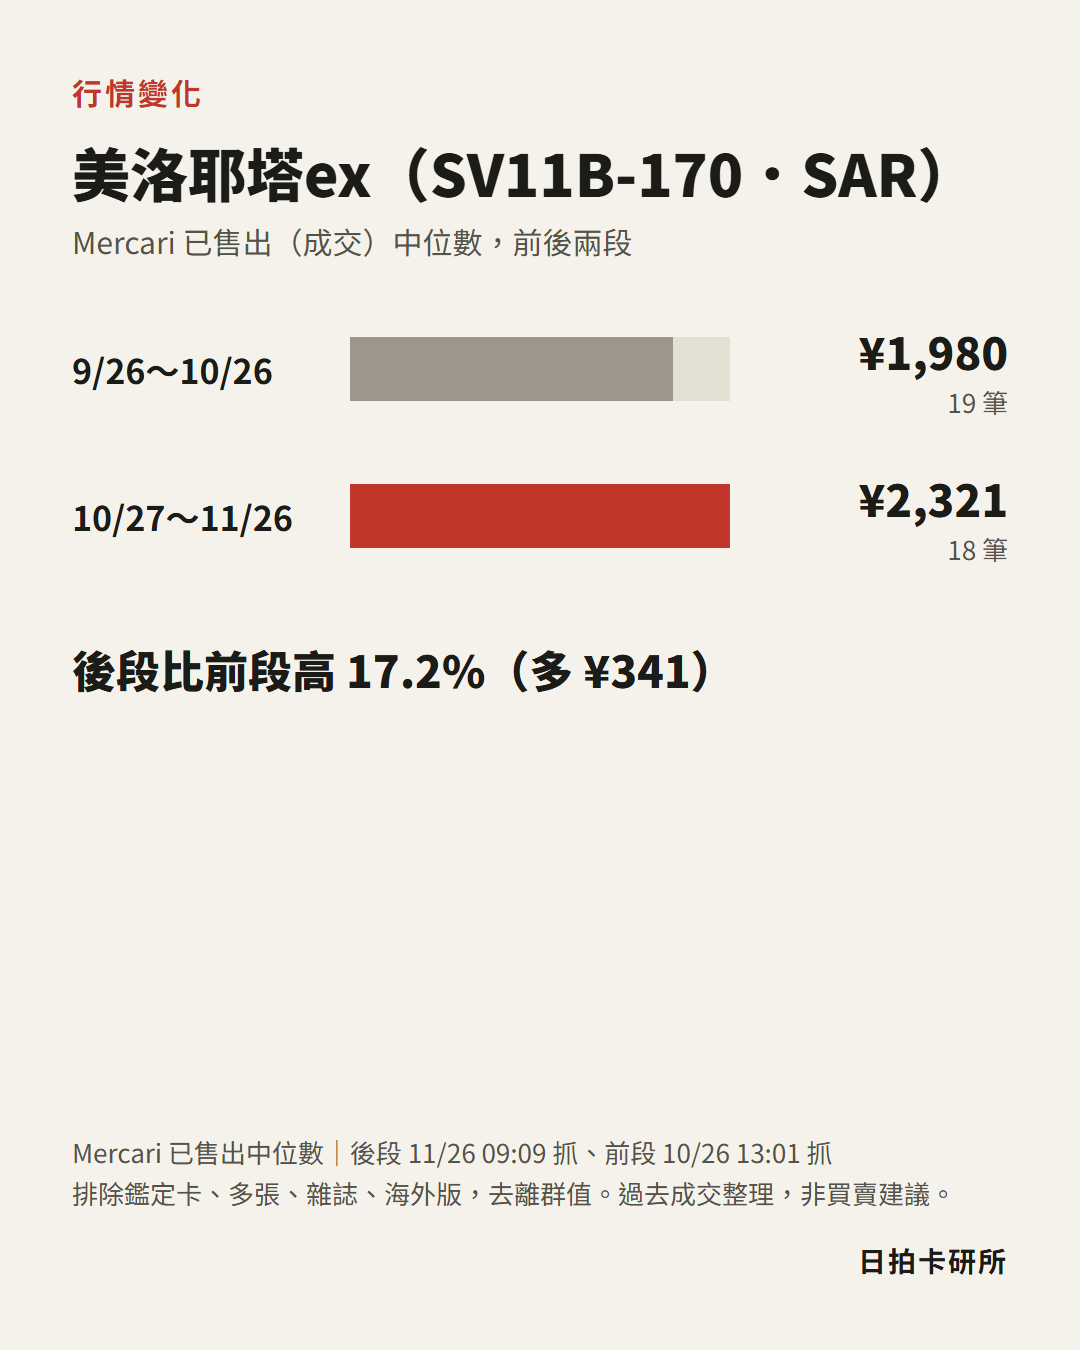 行情變化
美洛耶塔ex（SV11B-170・SAR）
Mercari 已售出（成交）中位數，前後兩段
9/26～10/26
¥1,980
19 筆
10/27～11/26
¥2,321
18 筆
後段比前段高 17.2%（多 ¥341）
Mercari 已售出中位數｜後段 11/26 09:09 抓、前段 10/26 13:01 抓
排除鑑定卡、多張、雜誌、海外版，去離群值。過去成交整理，非買賣建議。
日拍卡研所